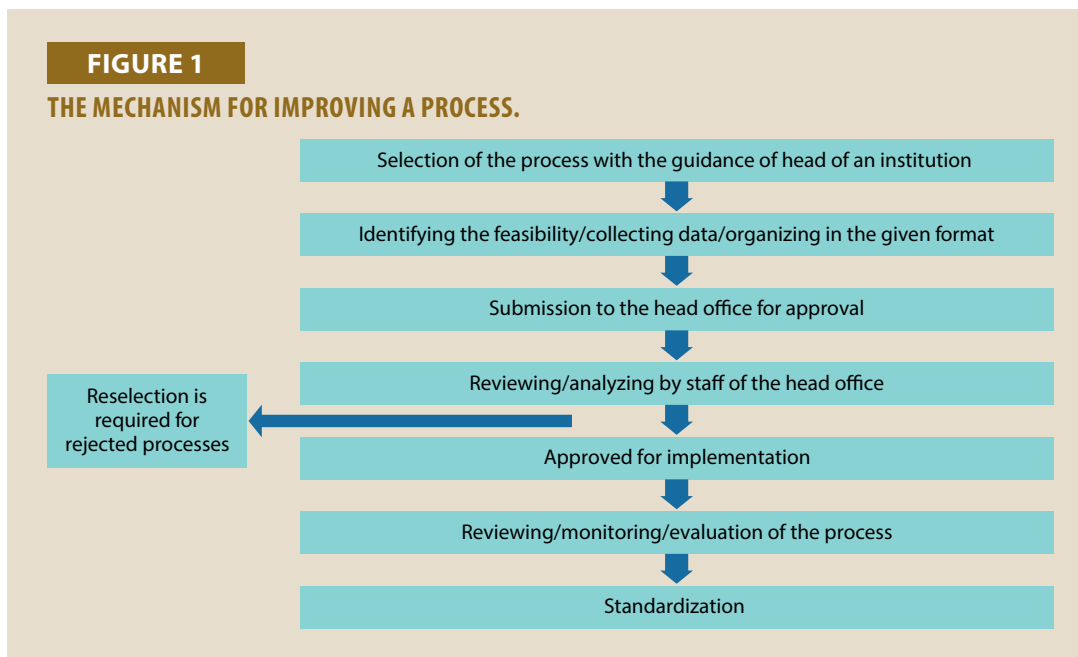 FIGURE 1
THE MECHANISM FOR IMPROVING A PROCESS.
Selection of the process with the guidance of head of an institution
Identifying the feasibility/collecting data/organizing in the given format
Submission to the head office for approval
Reviewing/analyzing by staff of the head office
Reselection is
required for
rejected processes
Approved for implementation
Reviewing/monitoring/evaluation of the process
Standardization